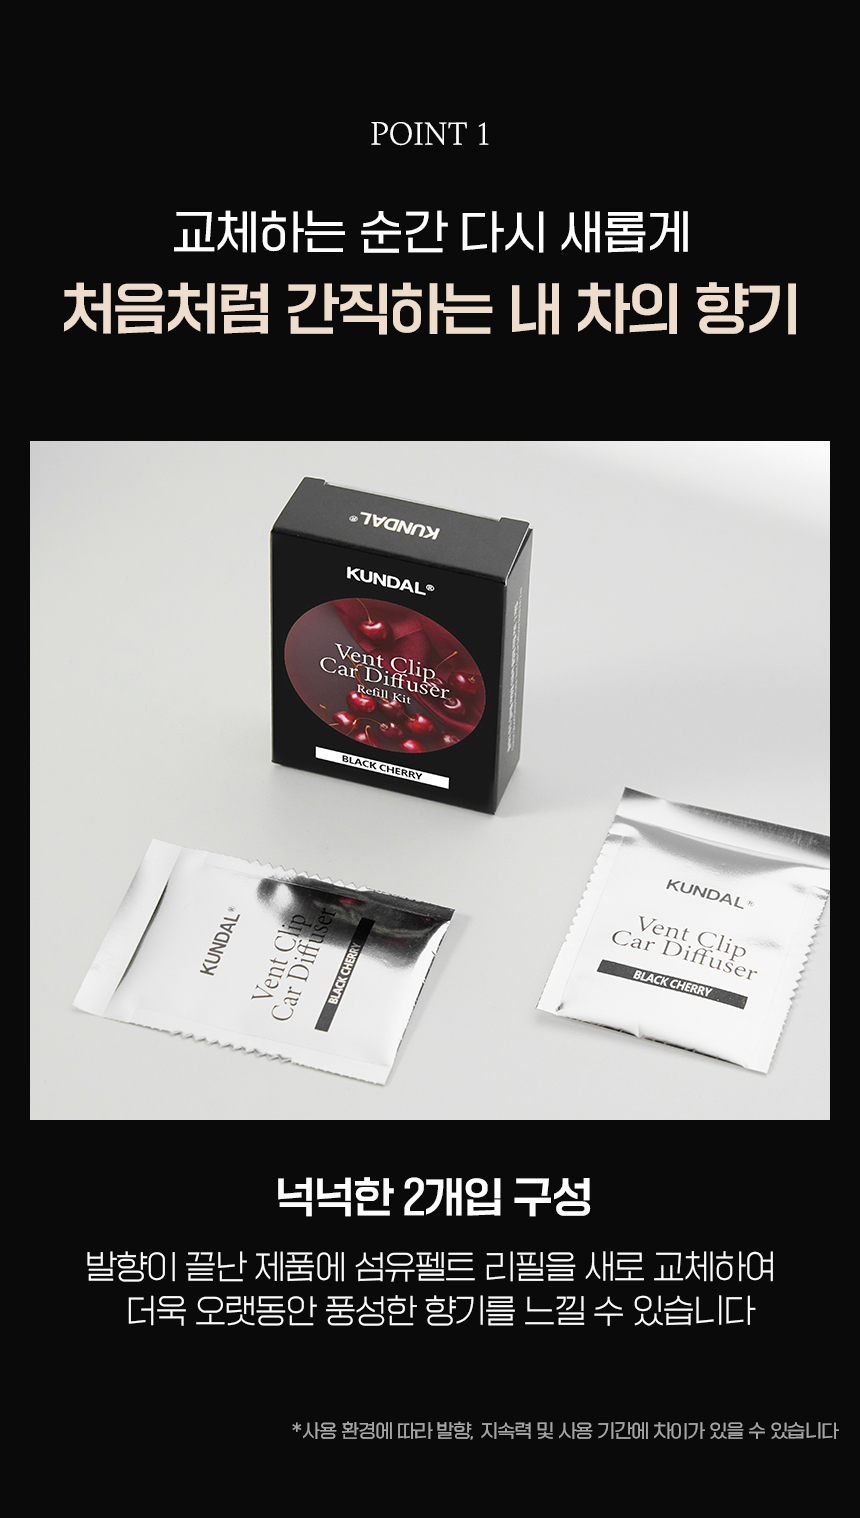 POINT 1
교체하는 순간 다시 새롭게
처음처럼 간직하는 내 차의 향기
KUNDAL®
KUNDAL®
Vent Clip
Car Diffuser
Refill Kit
BLACK CHERRY
KUNDAL®
Vent Clip
Car Diffuser
BLACK CHERRY
KUNDAL®
Vent Clip
Car Diffuser
BLACK CHERRY
넉넉한 2개입 구성
발향이 끝난 제품에 섬유펠트 리필을 새로 교체하여
더욱 오랫동안 풍성한 향기를 느낄 수 있습니다
*사용 환경에 따라 발향, 지속력 및 사용 기간에 차이가 있을 수 있습니다